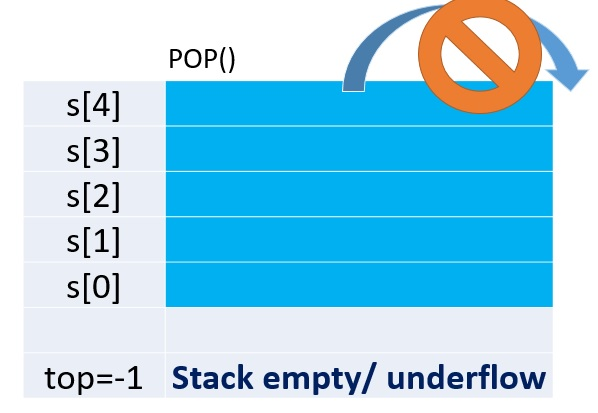 POP()
s[4]
s[3]
s[2]
s[1]
s[0]
top=-1 Stack empty/ underflow